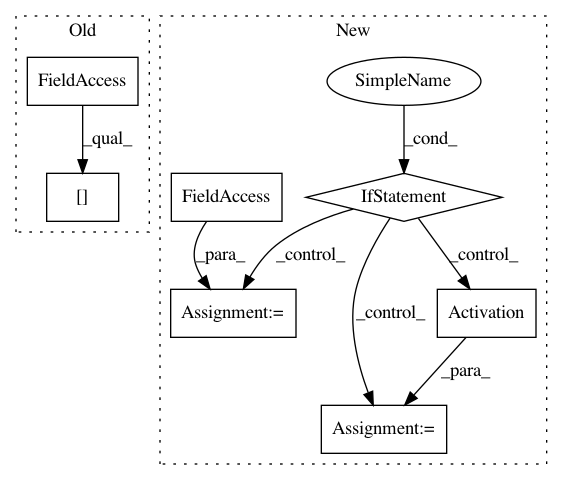 Old
New
FieldAccess
SimpleName
_qual_
_cond_
[]
FieldAccess
IfStatement
_para_
_control_
_control_
_control_
Assignment:=
Activation
_para_
Assignment:=